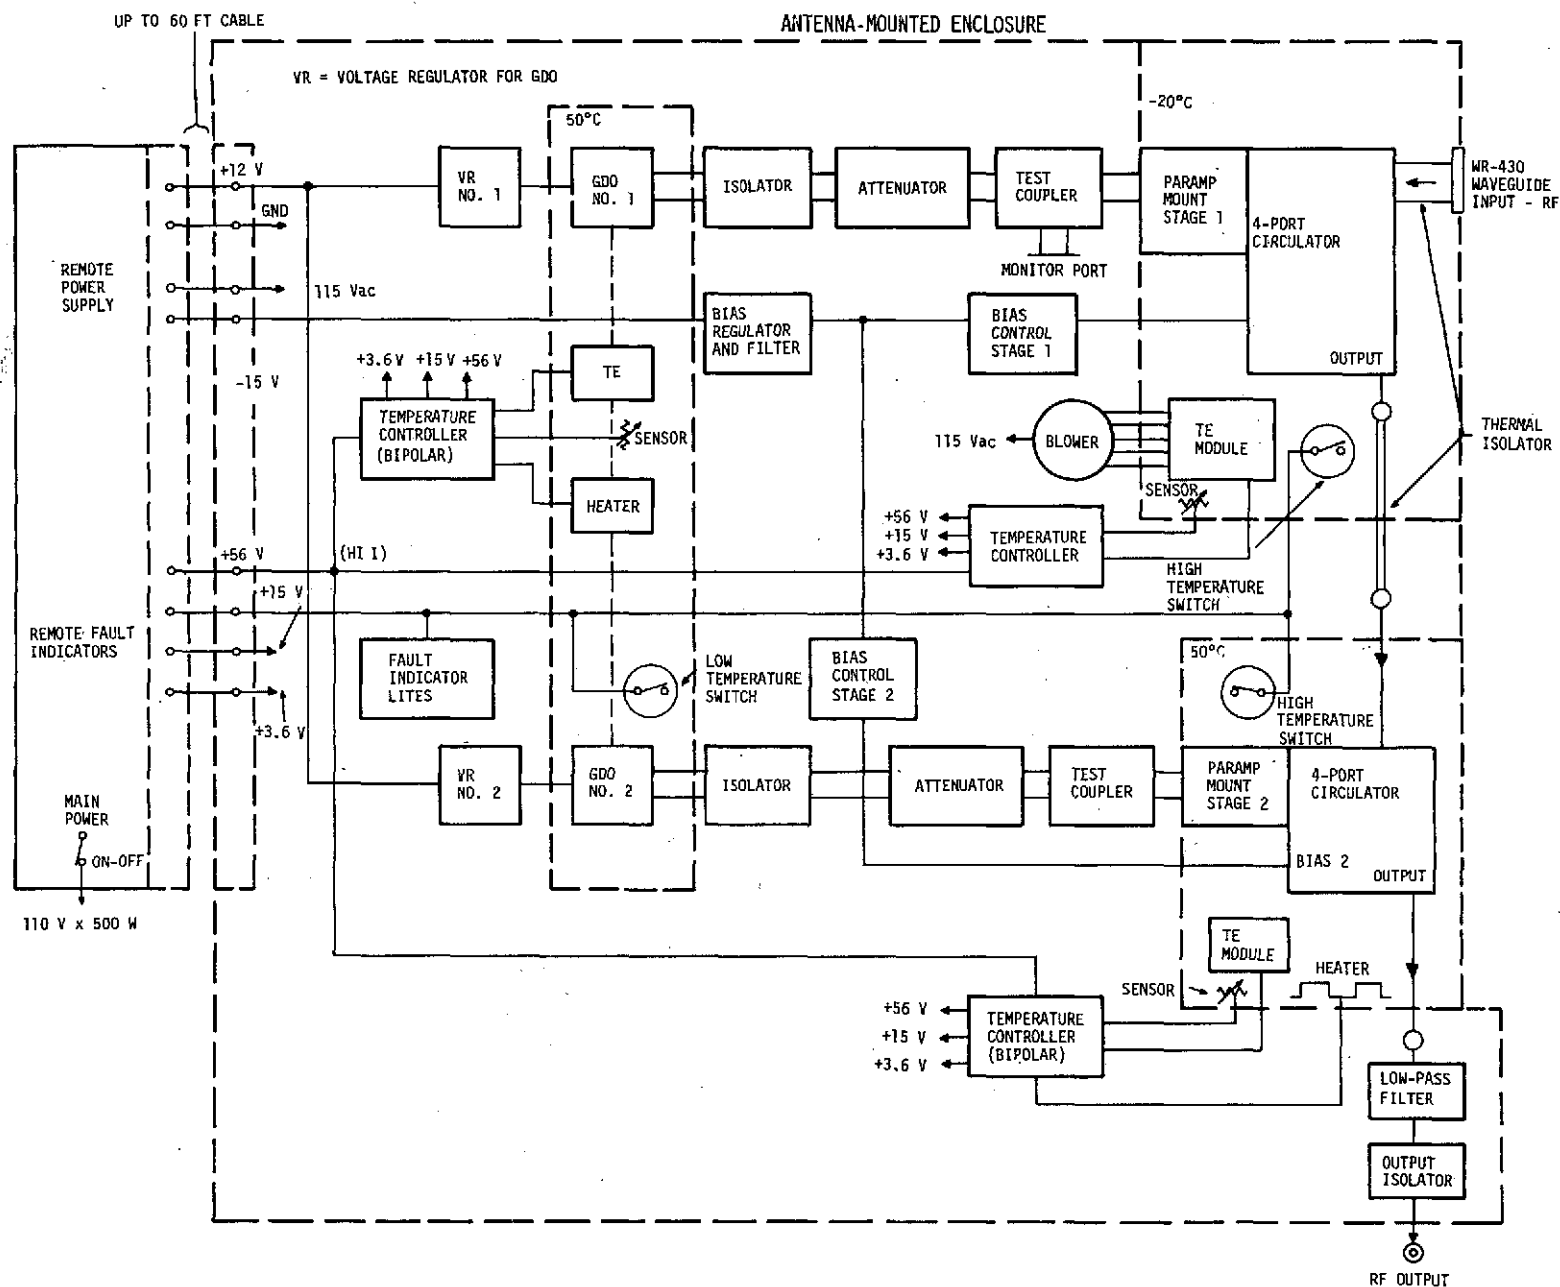 UP TO 60 FT CABLE
ANTENNA-MOUNTED ENCLOSURE
VR = VOLTAGE REGULATOR FOR GDO
-20°C
50°C
+12 V
GND
115 Vac
-15 V
REMOTE
POWER
SUPPLY
VR
NO. 1
GDO
NO. 1
ISOLATOR
ATTENUATOR
TEST
COUPLER
MONITOR PORT
PARAMP
MOUNT
STAGE 1
4-PORT
CIRCULATOR
OUTPUT
WR-430
WAVEGUIDE
INPUT - RF
BIAS
REGULATOR
AND FILTER
BIAS
CONTROL
STAGE 1
+3.6 V
+15 V
+56 V
TEMPERATURE
CONTROLLER
(BIPOLAR)
TE
SENSOR
HEATER
115 Vac
BLOWER
TE
MODULE
SENSOR
THERMAL
ISOLATOR
+56 V
+15 V
+3.6 V
TEMPERATURE
CONTROLLER
HIGH
TEMPERATURE
SWITCH
+56 V
(HI I)
+15 V
REMOTE FAULT
INDICATORS
+3.6 V
FAULT
INDICATOR
LITES
LOW
TEMPERATURE
SWITCH
BIAS
CONTROL
STAGE 2
50°C
HIGH
TEMPERATURE
SWITCH
VR
NO. 2
GDO
NO. 2
ISOLATOR
ATTENUATOR
TEST
COUPLER
PARAMP
MOUNT
STAGE 2
4-PORT
CIRCULATOR
BIAS 2
OUTPUT
MAIN
POWER
ON-OFF
110 V x 500 W
TE
MODULE
SENSOR
HEATER
+56 V
+15 V
+3.6 V
TEMPERATURE
CONTROLLER
(BIPOLAR)
LOW-PASS
FILTER
OUTPUT
ISOLATOR
RF OUTPUT